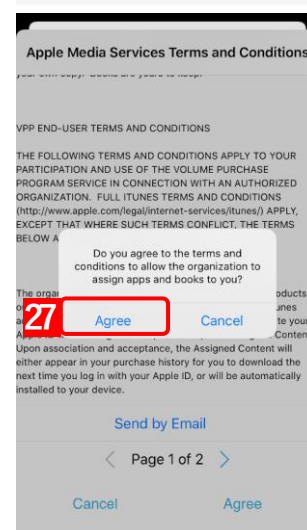 Apple Media Services Terms and Conditions
your own copy. Books are yours to keep.
VPP END-USER TERMS AND CONDITIONS
THE FOLLOWING TERMS AND CONDITIONS APPLY TO YOUR
PARTICIPATION AND USE OF THE VOLUME PURCHASE
PROGRAM SERVICE IN CONNECTION WITH AN AUTHORIZED
ORGANIZATION. FULL ITUNES TERMS AND CONDITIONS
(http://www.apple.com/legal/internet-services/itunes/) APPLY,
EXCEPT THAT WHERE SUCH TERMS CONFLICT, THE TERMS
BELOW
Do you agree to the terms and
conditions to allow the organization to
assign apps and books to you?
The
27 Agree Cancel
Upon association and acceptance, the Assigned Content will
either appear in your purchase history for you to download the
next time you log in with your Apple ID, or will be automatically
installed to your device.
Send by Email
Page 1 of 2
Cancel Agree